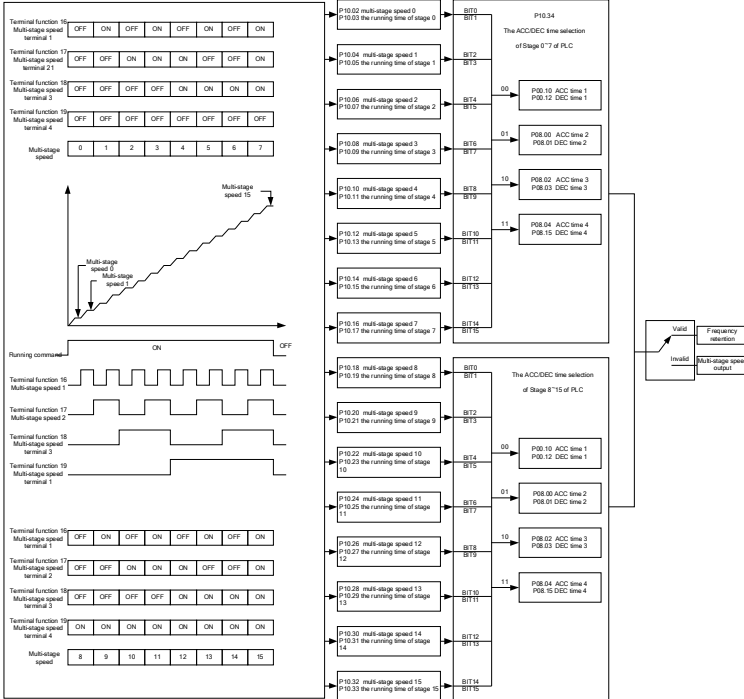 Terminal function 16
Multi-stage speed
terminal 1
OFF ON OFF ON OFF ON OFF ON
Terminal function 17
Multi-stage speed
terminal 21
OFF OFF ON ON OFF OFF ON ON
Terminal function 18
Multi-stage speed
terminal 3
OFF OFF OFF OFF ON ON ON ON
Terminal function 19
Multi-stage speed
terminal 4
OFF OFF OFF OFF OFF OFF OFF OFF
Multi-stage
speed
0 1 2 3 4 5 6 7
Multi-stage
speed 15
Multi-stage
speed 0
Multi-stage
speed 1
Running command
ON
OFF
Terminal function 16
Multi-stage speed 1
Terminal function 17
Multi-stage speed 2
Terminal function 18
Multi-stage speed
terminal 3
Terminal function 19
Multi-stage speed
terminal 1
Terminal function 16
Multi-stage speed
terminal 1
OFF ON OFF ON OFF ON OFF ON
Terminal function 17
Multi-stage speed
terminal 2
OFF OFF ON ON OFF OFF ON ON
Terminal function 18
Multi-stage speed
terminal 3
OFF OFF OFF OFF ON ON ON ON
Terminal function 19
Multi-stage speed
terminal 4
ON ON ON ON ON ON ON ON
Multi-stage
speed
8 9 10 11 12 13 14 15
P10.02 multi-stage speed 0
P10.03 the running time of stage 0
P10.04 multi-stage speed 1
P10.05 the running time of stage 1
P10.06 multi-stage speed 2
P10.07 the running time of stage 2
P10.08 multi-stage speed 3
P10.09 the running time of stage 3
P10.10 multi-stage speed 4
P10.11 the running time of stage 4
P10.12 multi-stage speed 5
P10.13 the running time of stage 5
P10.14 multi-stage speed 6
P10.15 the running time of stage 6
P10.16 multi-stage speed 7
P10.17 the running time of stage 7
P10.18 multi-stage speed 8
P10.19 the running time of stage 8
P10.20 multi-stage speed 9
P10.21 the running time of stage 9
P10.22 multi-stage speed 10
P10.23 the running time of stage
10
P10.24 multi-stage speed 11
P10.25 the running time of stage
11
P10.26 multi-stage speed 12
P10.27 the running time of stage
12
P10.28 multi-stage speed 13
P10.29 the running time of stage
13
P10.30 multi-stage speed 14
P10.31 the running time of stage
14
P10.32 multi-stage speed 15
P10.33 the running time of stage 15
BIT0
BIT1
BIT2
BIT3
BIT4
BIT5
BIT6
BIT7
BIT8
BIT9
BIT10
BIT11
BIT12
BIT13
BIT14
BIT15
P10.34
The ACC/DEC time selection
of Stage 0~7 of PLC
00
P00.10 ACC time 1
P00.12 DEC time 1
01
P08.00 ACC time 2
P08.01 DEC time 2
10
P08.02 ACC time 3
P08.03 DEC time 3
11
P08.04 ACC time 4
P08.15 DEC time 4
BIT0
BIT1
BIT2
BIT3
BIT4
BIT5
BIT6
BIT7
BIT8
BIT9
BIT10
BIT11
BIT12
BIT13
BIT14
BIT15
The ACC/DEC time selection
of Stage 8~15 of PLC
00
P00.10 ACC time 1
P00.12 DEC time 1
01
P08.00 ACC time 2
P08.01 DEC time 2
10
P08.02 ACC time 3
P08.03 DEC time 3
11
P08.04 ACC time 4
P08.15 DEC time 4
Valid
Invalid
Frequency
retention
Multi-stage speed
output